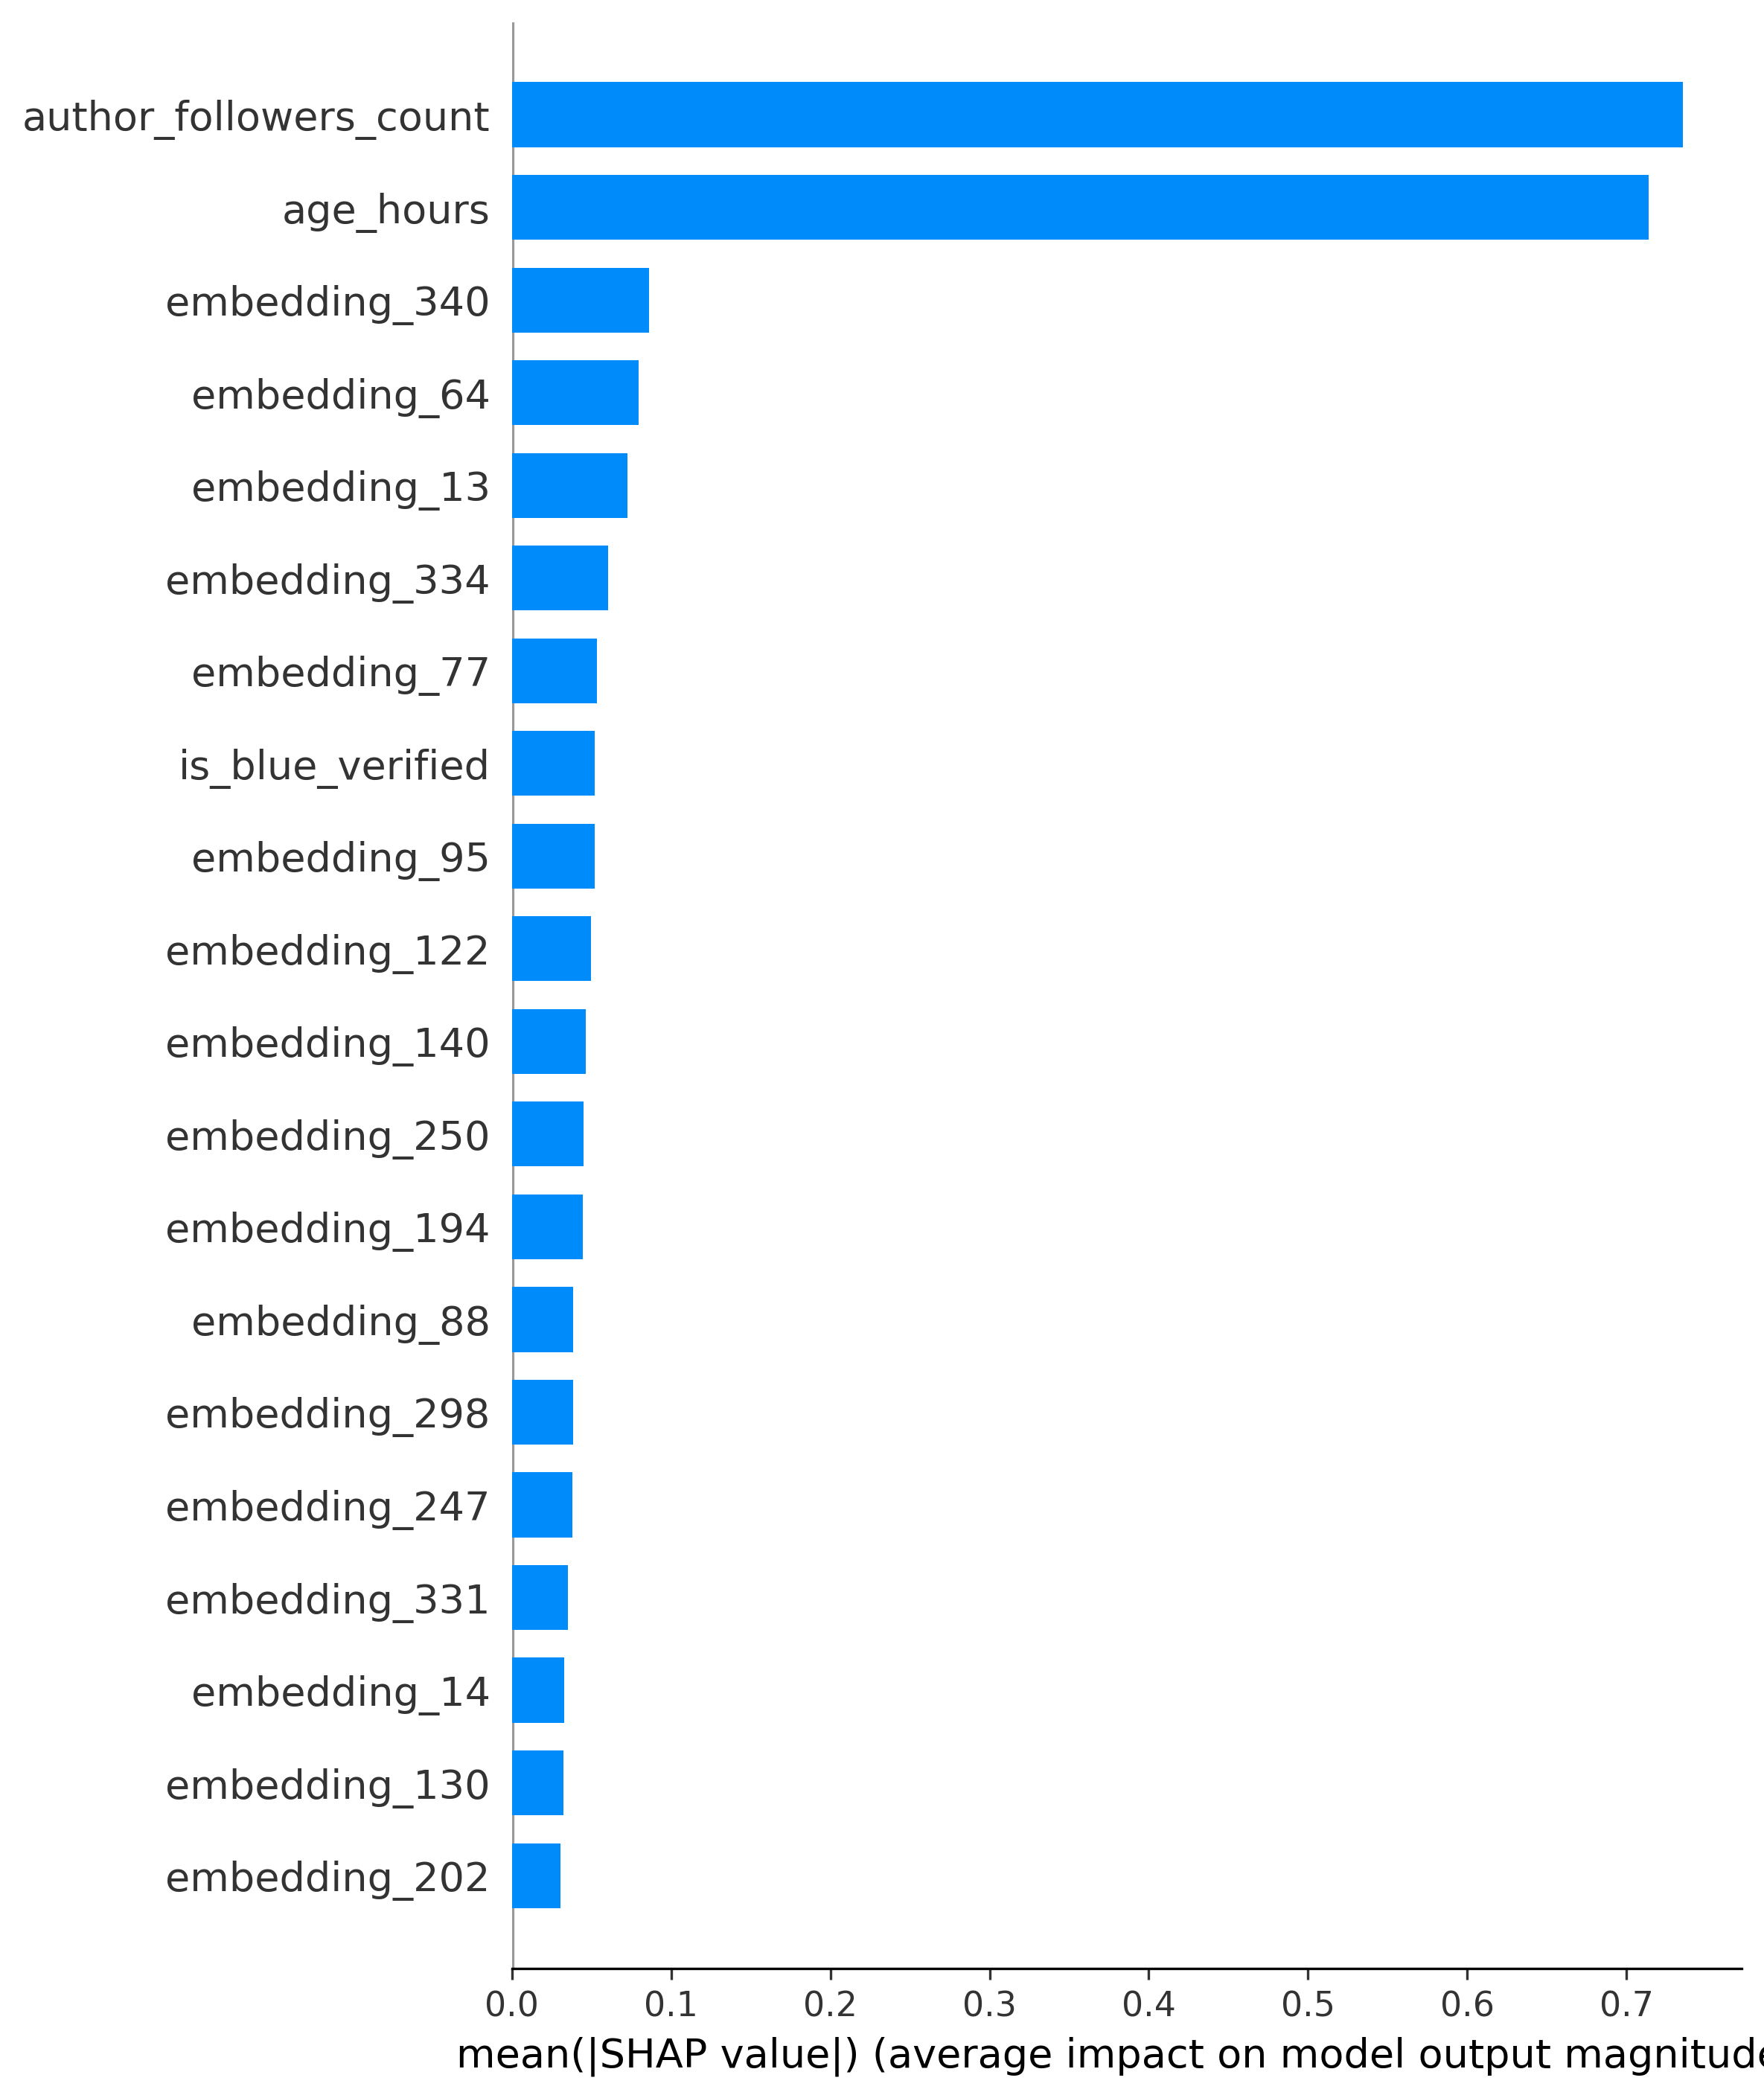 author_followers_count
age_hours
embedding_340
embedding_64
embedding_13
embedding_334
embedding_77
is_blue_verified
embedding_95
embedding_122
embedding_140
embedding_250
embedding_194
embedding_88
embedding_298
embedding_247
embedding_331
embedding_14
embedding_130
embedding_202
0.0 0.1 0.2 0.3 0.4 0.5 0.6 0.7
mean(|SHAP value|) (average impact on model output magnitude